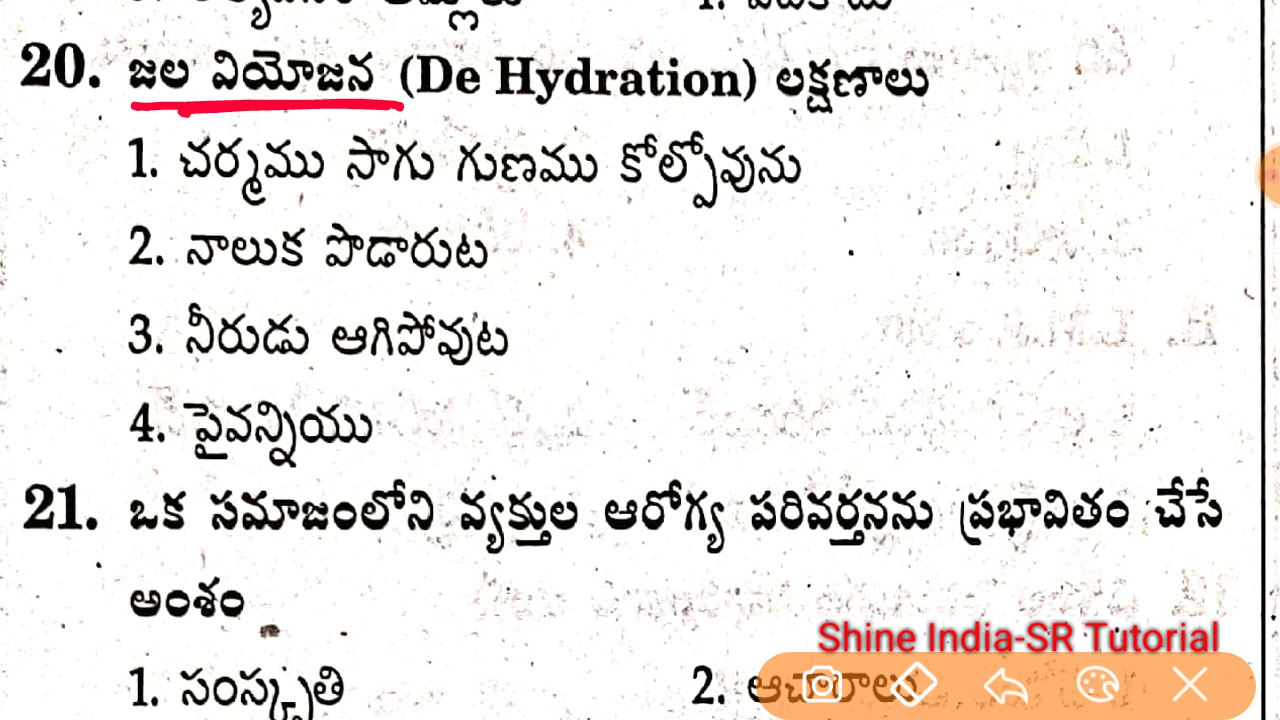 20. జల వియోజన (De Hydration) లక్షణాలు
1. చర్మము సాగు గుణము కోల్పోవును
2. నాలుక పొడారుట
3. నీరుడు ఆగిపోవుట
4. పైవన్నియు
21. ఒక సమాజంలోని వ్యక్తుల ఆరోగ్య పరివర్తనను ప్రభావితం చేసే
అంశం
Shine India-SR Tutorial
1. సంస్కృతి 2.